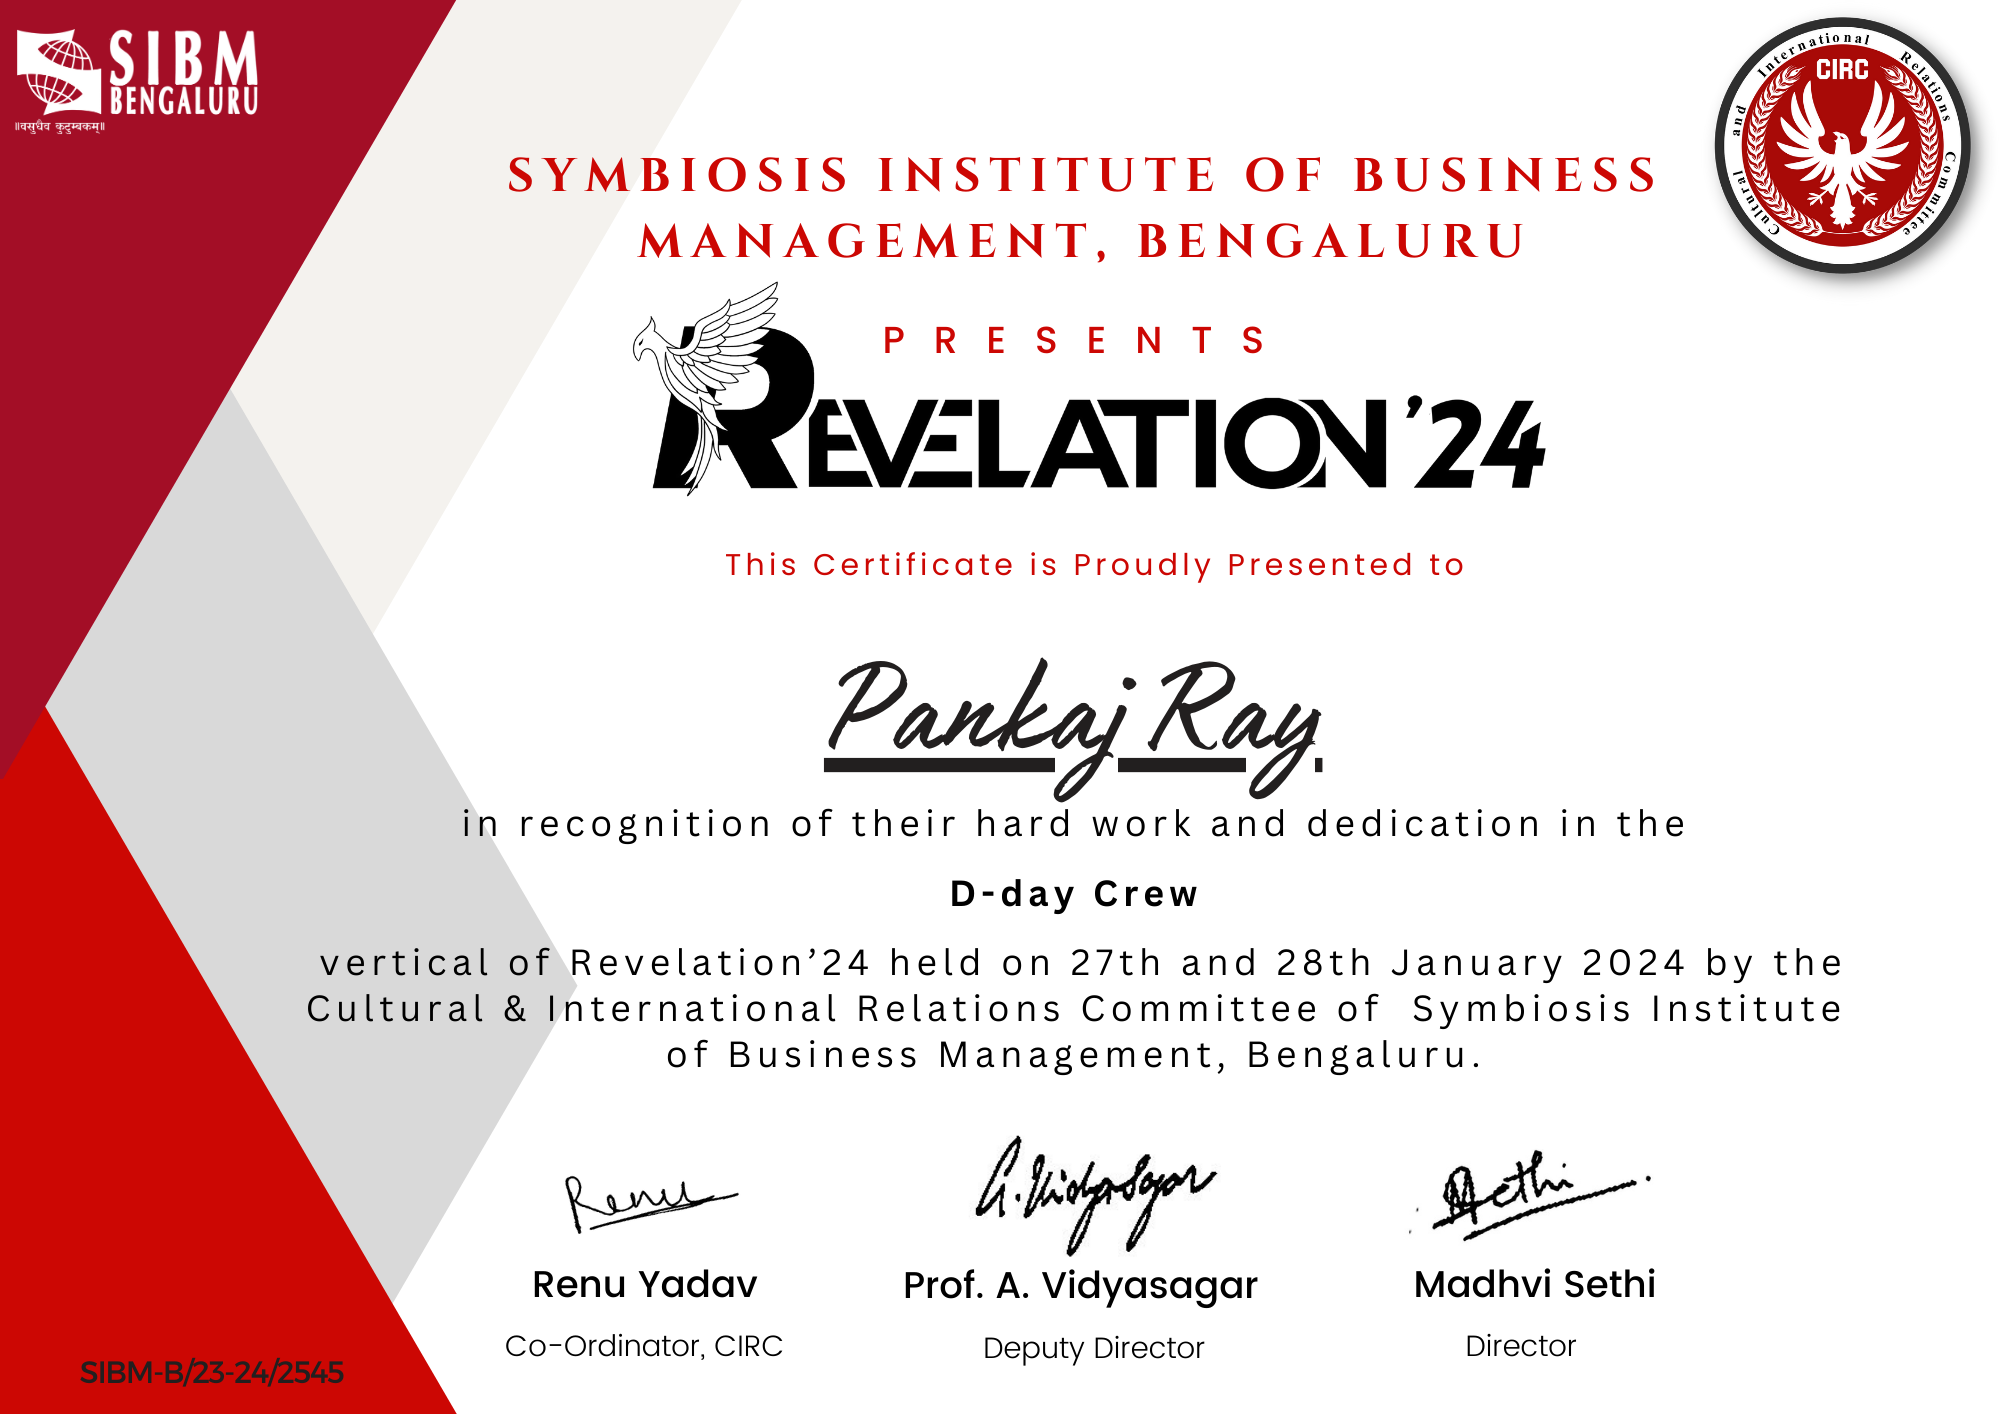 SIBM
BENGALURU
॥वसुधैव कुटुम्बकम्॥
Cultural and International Relations Committee
CIRC
SYMBIOSIS INSTITUTE OF BUSINESS
MANAGEMENT, BENGALURU
PRESENTS
REVELATION'24
This Certificate is Proudly Presented to
Pankaj Ray
in recognition of their hard work and dedication in the
D-day Crew
vertical of Revelation’24 held on 27th and 28th January 2024 by the
Cultural & International Relations Committee of Symbiosis Institute
of Business Management, Bengaluru.
Renu
A. Vidyasagar
Sethi
Renu Yadav
Prof. A. Vidyasagar
Madhvi Sethi
Co-Ordinator, CIRC
Deputy Director
Director
SIBM-B/23-24/2545